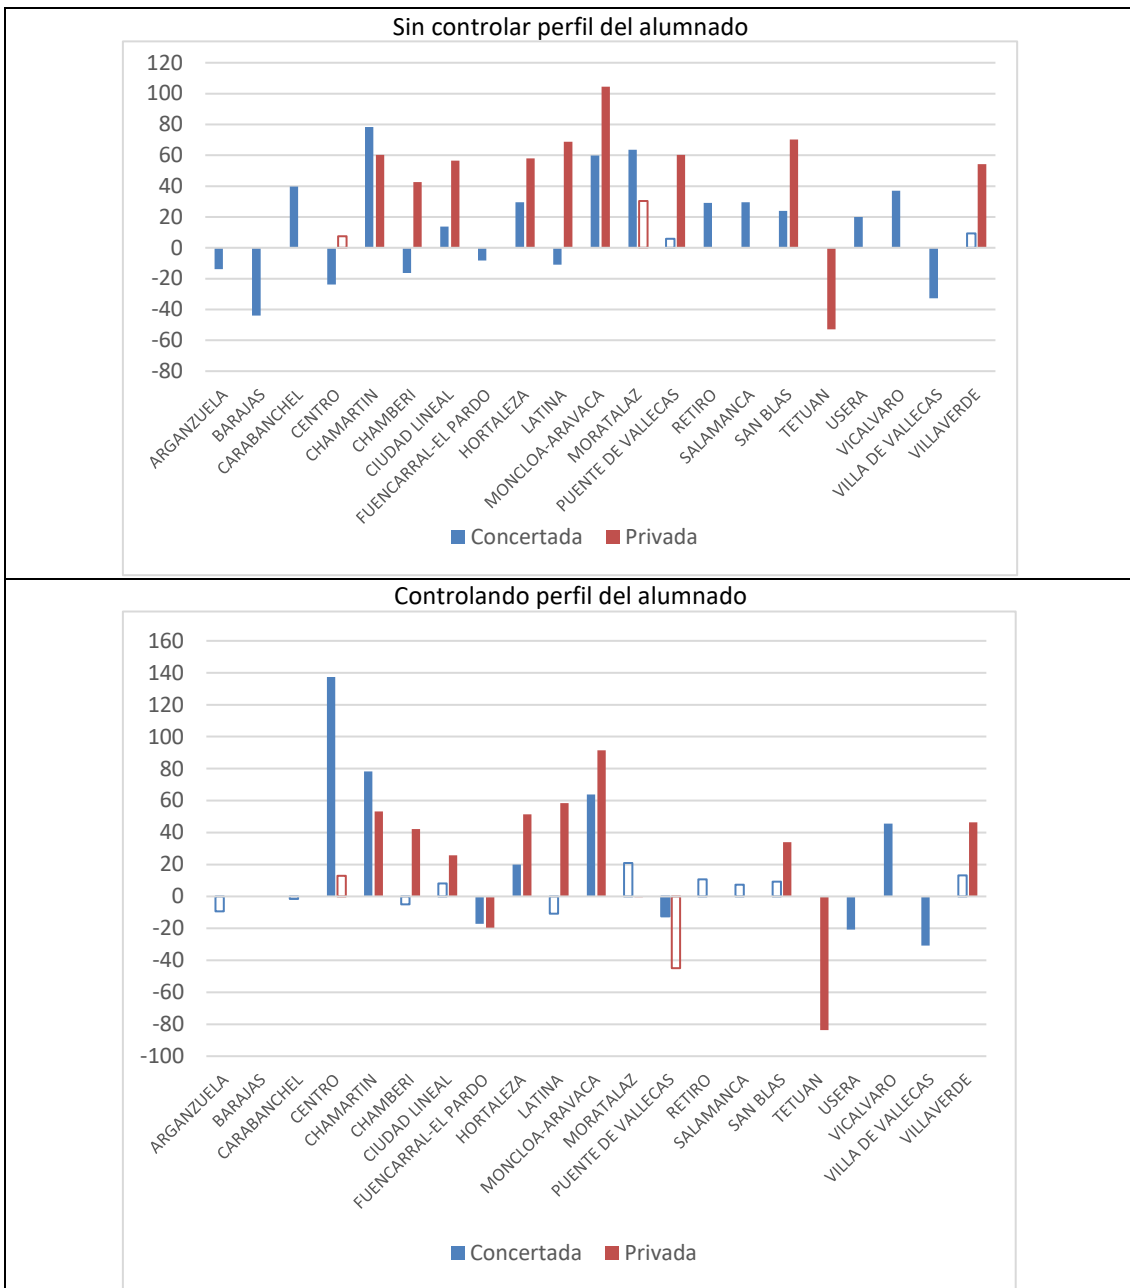 Sin controlar perfil del alumnado
120
100
80
60
40
20
0
-20
-40
-60
-80
ARGANZUELA
BARAJAS
CARABANCHEL
CENTRO
CHAMARTIN
CHAMBERI
CIUDAD LINEAL
FUENCARRAL-EL PARDO
HORTALEZA
LATINA
MONCLOA-ARAVACA
MORATALAZ
PUENTE DE VALLECAS
RETIRO
SALAMANCA
SAN BLAS
TETUAN
USERA
VICALVARO
VILLA DE VALLECAS
VILLAVERDE
Concertada Privada
Controlando perfil del alumnado
160
140
120
100
80
60
40
20
0
-20
-40
-60
-80
-100
ARGANZUELA
BARAJAS
CARABANCHEL
CENTRO
CHAMARTIN
CHAMBERI
CIUDAD LINEAL
FUENCARRAL-EL PARDO
HORTALEZA
LATINA
MONCLOA-ARAVACA
MORATALAZ
PUENTE DE VALLECAS
RETIRO
SALAMANCA
SAN BLAS
TETUAN
USERA
VICALVARO
VILLA DE VALLECAS
VILLAVERDE
Concertada Privada